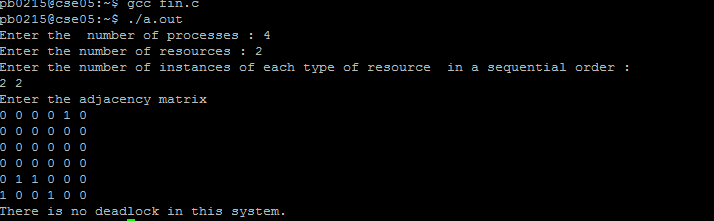 pb0215@cse05:~$ gcc fin.c
pb0215@cse05:~$ ./a.out
Enter the  number of processes : 4
Enter the number of resources : 2
Enter the number of instances of each type of resource  in a sequential order :
2 2
Enter the adjacency matrix
0 0 0 0 1 0
0 0 0 0 0 0
0 0 0 0 0 0
0 0 0 0 0 0
0 1 1 0 0 0
1 0 0 1 0 0
There is no deadlock in this system.